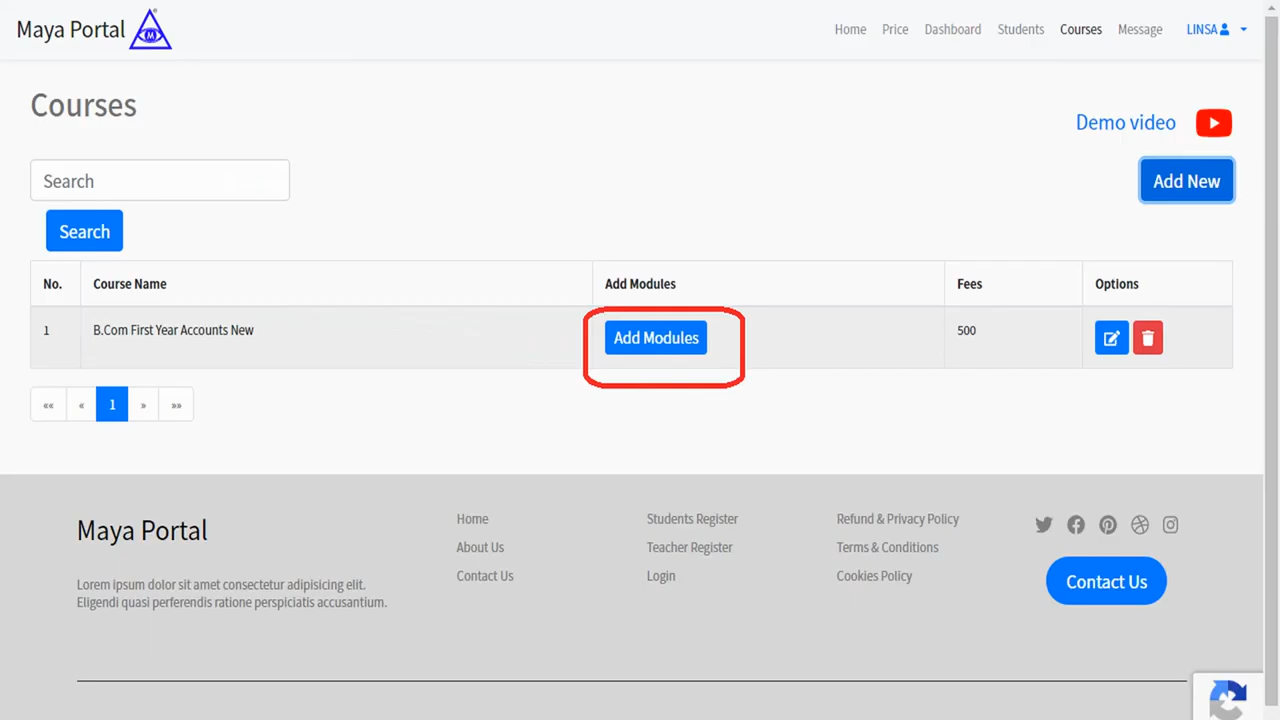 Maya Portal
M
Home Price Dashboard Students Courses Message LINSA
Courses
Demo video
Search
Add New
Search
No. Course Name Add Modules Fees Options
1 B.Com First Year Accounts New Add Modules 500
«« « 1 » »»
Maya Portal
Lorem ipsum dolor sit amet consectetur adipisicing elit.
Eligendi quasi perferendis ratione perspiciatis accusantium.
Home
About Us
Contact Us
Students Register
Teacher Register
Login
Refund & Privacy Policy
Terms & Conditions
Cookies Policy
Contact Us